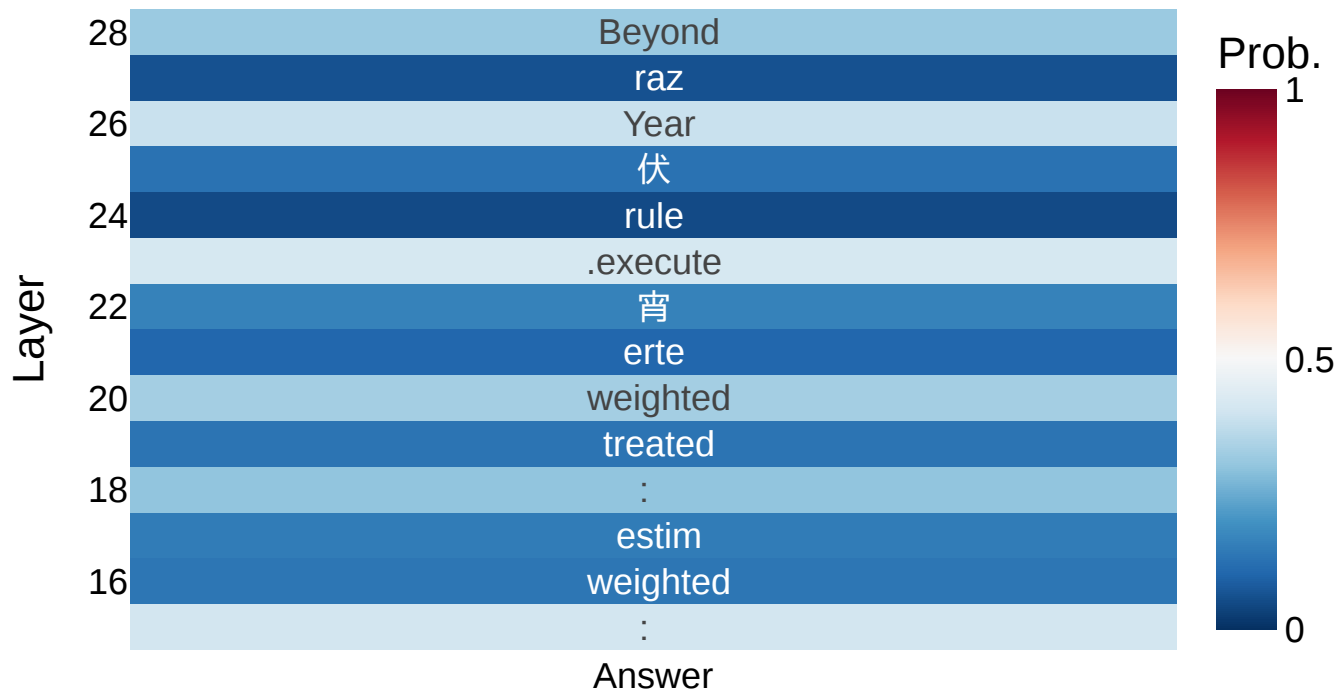 28 Beyond
raz
26 Year
伏
24 rule
.execute
22 宵
erte
20 weighted
treated
18 :
estim
16 weighted
:
Answer
Layer
Prob.
1
0.5
0